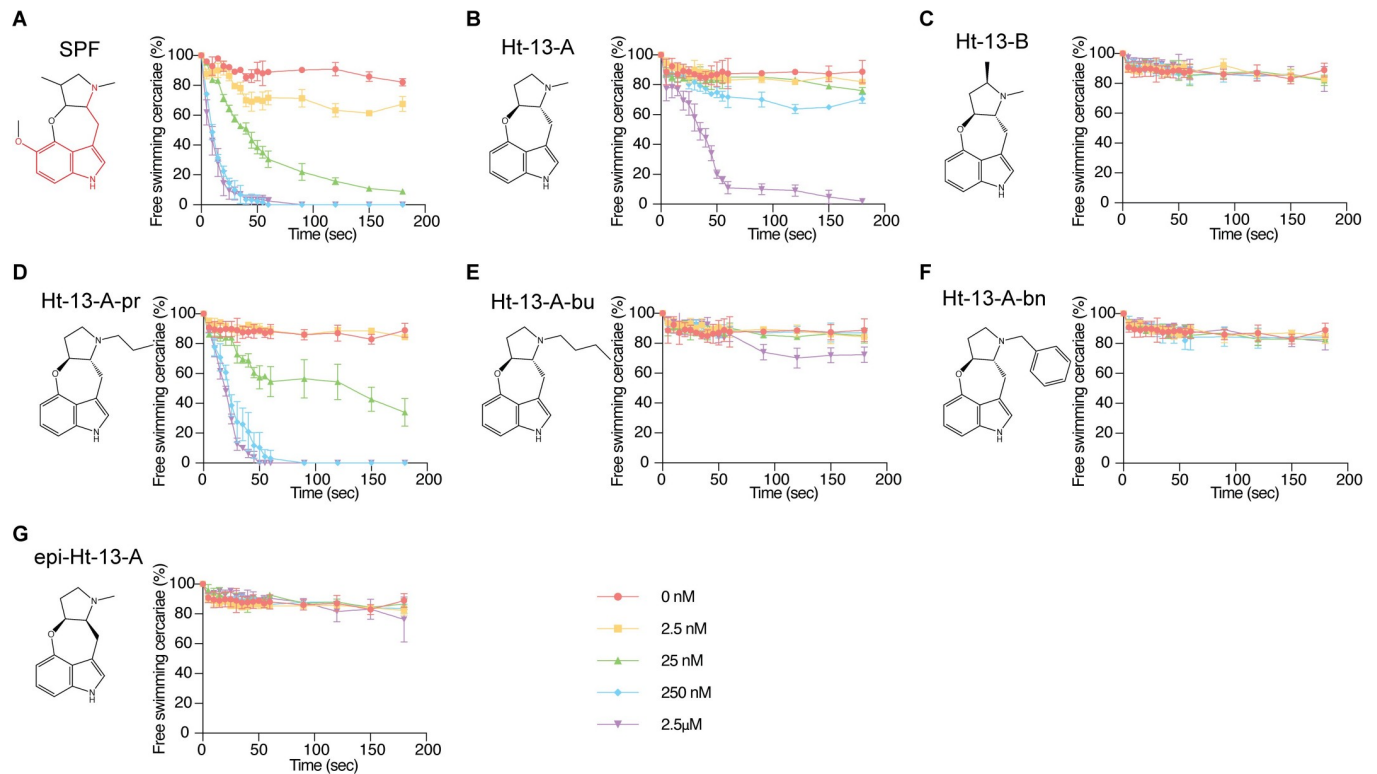 A
SPF
N
O
O
N
H
Free swimming cercariae (%)
100
80
60
40
20
0
0 50 100 150 200
Time (sec)
B
Ht-13-A
N
O
N
H
Free swimming cercariae (%)
100
80
60
40
20
0
0 50 100 150 200
Time (sec)
C
Ht-13-B
N
O
N
H
Free swimming cercariae (%)
100
80
60
40
20
0
0 50 100 150 200
Time (sec)
D
Ht-13-A-pr
N
O
N
H
Free swimming cercariae (%)
100
80
60
40
20
0
0 50 100 150 200
Time (sec)
E
Ht-13-A-bu
N
O
N
H
Free swimming cercariae (%)
100
80
60
40
20
0
0 50 100 150 200
Time (sec)
F
Ht-13-A-bn
N
O
N
H
Free swimming cercariae (%)
100
80
60
40
20
0
0 50 100 150 200
Time (sec)
G
epi-Ht-13-A
N
O
N
H
Free swimming cercariae (%)
100
80
60
40
20
0
0 50 100 150 200
Time (sec)
0 nM
2.5 nM
25 nM
250 nM
2.5µM